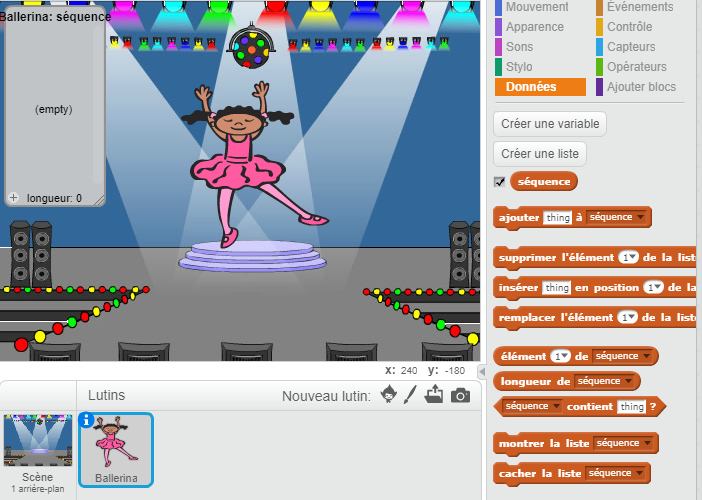 Ballerina: séquence
(empty)
+ longueur: 0
x: 240 y: -180
Lutins Nouveau lutin:
Scène
1 arrière-plan
i
Ballerina
Mouvement Évènements
Apparence Contrôle
Sons Capteurs
Stylo Opérateurs
Données Ajouter blocs
Créer une variable
Créer une liste
séquence
ajouter thing à séquence
supprimer l'élément 1 de la liste
insérer thing en position 1 de la
remplacer l'élément 1 de la liste
élément 1 de séquence
longueur de séquence
séquence contient thing ?
montrer la liste séquence
cacher la liste séquence